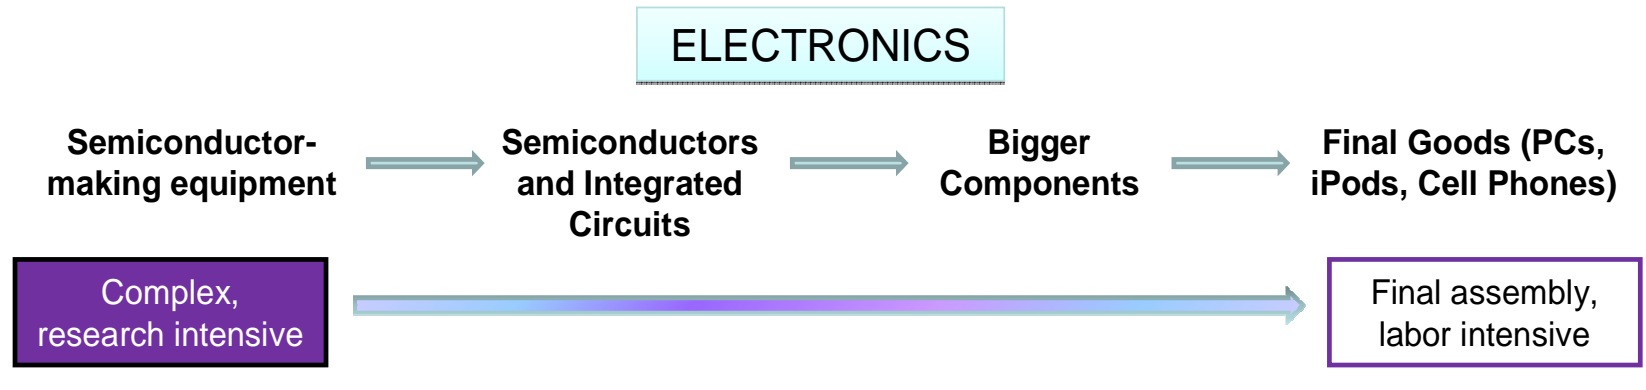 ELECTRONICS
Semiconductor-
making equipment
Semiconductors
and Integrated
Circuits
Bigger
Components
Final Goods (PCs,
iPods, Cell Phones)
Complex,
research intensive
Final assembly,
labor intensive